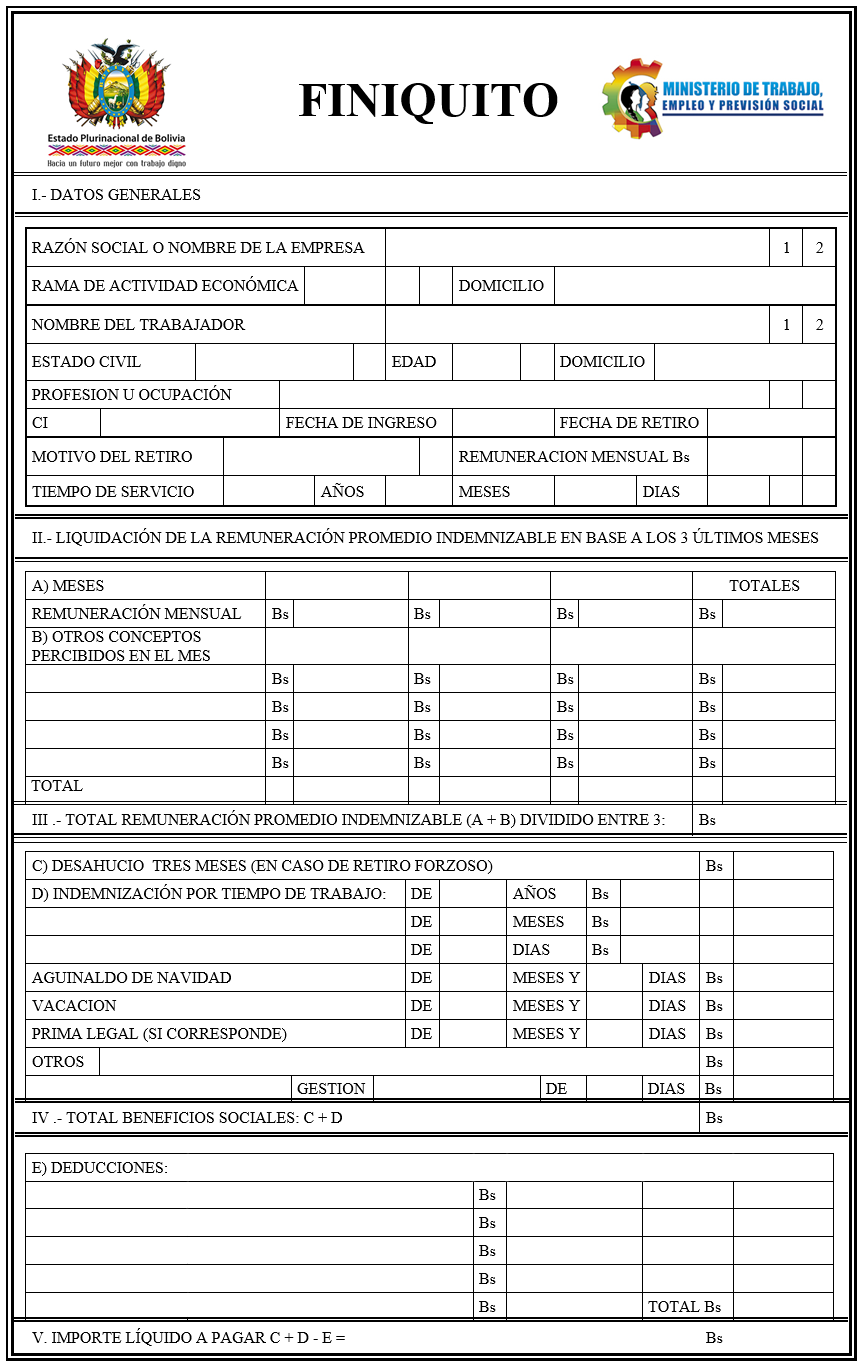 Estado Plurinacional de Bolivia
Hacia un futuro mejor con trabajo digno
FINIQUITO
MINISTERIO DE TRABAJO,
EMPLEO Y PREVISIÓN SOCIAL
I.- DATOS GENERALES
RAZÓN SOCIAL O NOMBRE DE LA EMPRESA 1 2
RAMA DE ACTIVIDAD ECONÓMICA DOMICILIO
NOMBRE DEL TRABAJADOR 1 2
ESTADO CIVIL EDAD DOMICILIO
PROFESION U OCUPACIÓN
CI FECHA DE INGRESO FECHA DE RETIRO
MOTIVO DEL RETIRO REMUNERACION MENSUAL Bs
TIEMPO DE SERVICIO AÑOS MESES DIAS
II.- LIQUIDACIÓN DE LA REMUNERACIÓN PROMEDIO INDEMNIZABLE EN BASE A LOS 3 ÚLTIMOS MESES
A) MESES TOTALES
REMUNERACIÓN MENSUAL Bs Bs Bs Bs
B) OTROS CONCEPTOS
PERCIBIDOS EN EL MES
Bs Bs Bs Bs
Bs Bs Bs Bs
Bs Bs Bs Bs
Bs Bs Bs Bs
TOTAL
III .- TOTAL REMUNERACIÓN PROMEDIO INDEMNIZABLE (A + B) DIVIDIDO ENTRE 3: Bs
C) DESAHUCIO TRES MESES (EN CASO DE RETIRO FORZOSO) Bs
D) INDEMNIZACIÓN POR TIEMPO DE TRABAJO: DE AÑOS Bs
DE MESES Bs
DE DIAS Bs
AGUINALDO DE NAVIDAD DE MESES Y DIAS Bs
VACACION DE MESES Y DIAS Bs
PRIMA LEGAL (SI CORRESPONDE) DE MESES Y DIAS Bs
OTROS Bs
GESTION DE DIAS Bs
IV .- TOTAL BENEFICIOS SOCIALES: C + D Bs
E) DEDUCCIONES:
Bs
Bs
Bs
Bs
Bs TOTAL Bs
V. IMPORTE LÍQUIDO A PAGAR C + D - E = Bs